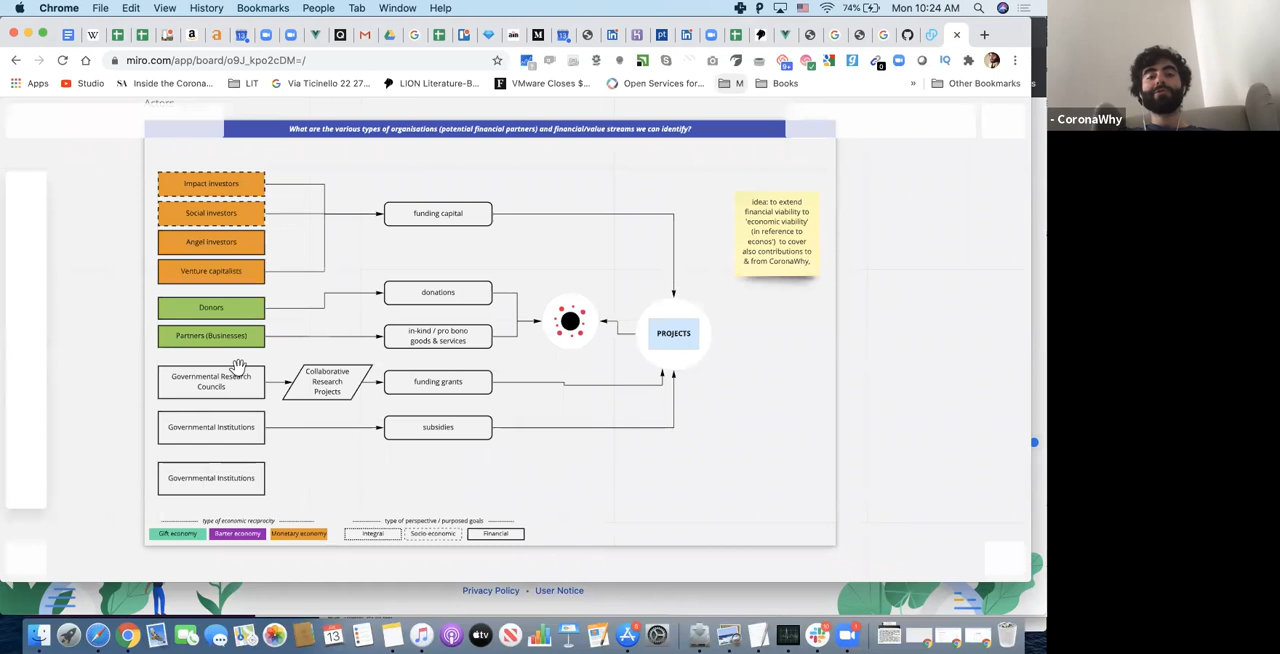 Chrome File Edit View History Bookmarks People Tab Window Help
74% Mon 10:24 AM
miro.com/app/board/o9J_kpo2cDM=/
Apps Studio Inside the Corona... LIT Via Ticinello 22 27... LION Literature-B... VMware Closes $... Open Services for... M Books » Other Bookmarks
- CoronaWhy
Actors
What are the various types of organisations (potential financial partners) and financial/value streams we can identify?
Impact investors
Social investors
Angel investors
Venture capitalists
Donors
Partners (Businesses)
Governmental Research
Councils
Governmental Institutions
Governmental Institutions
Collaborative
Research
Projects
funding capital
donations
in-kind / pro bono
goods & services
funding grants
subsidies
PROJECTS
idea: to extend
financial viability to
'economic viability'
(in reference to
econos') to cover
also contributions to
& from CoronaWhy,
type of economic reciprocity
Gift economy Barter economy Monetary economy
type of perspective / purposed goals
Integral Socio-economic Financial
Privacy Policy • User Notice